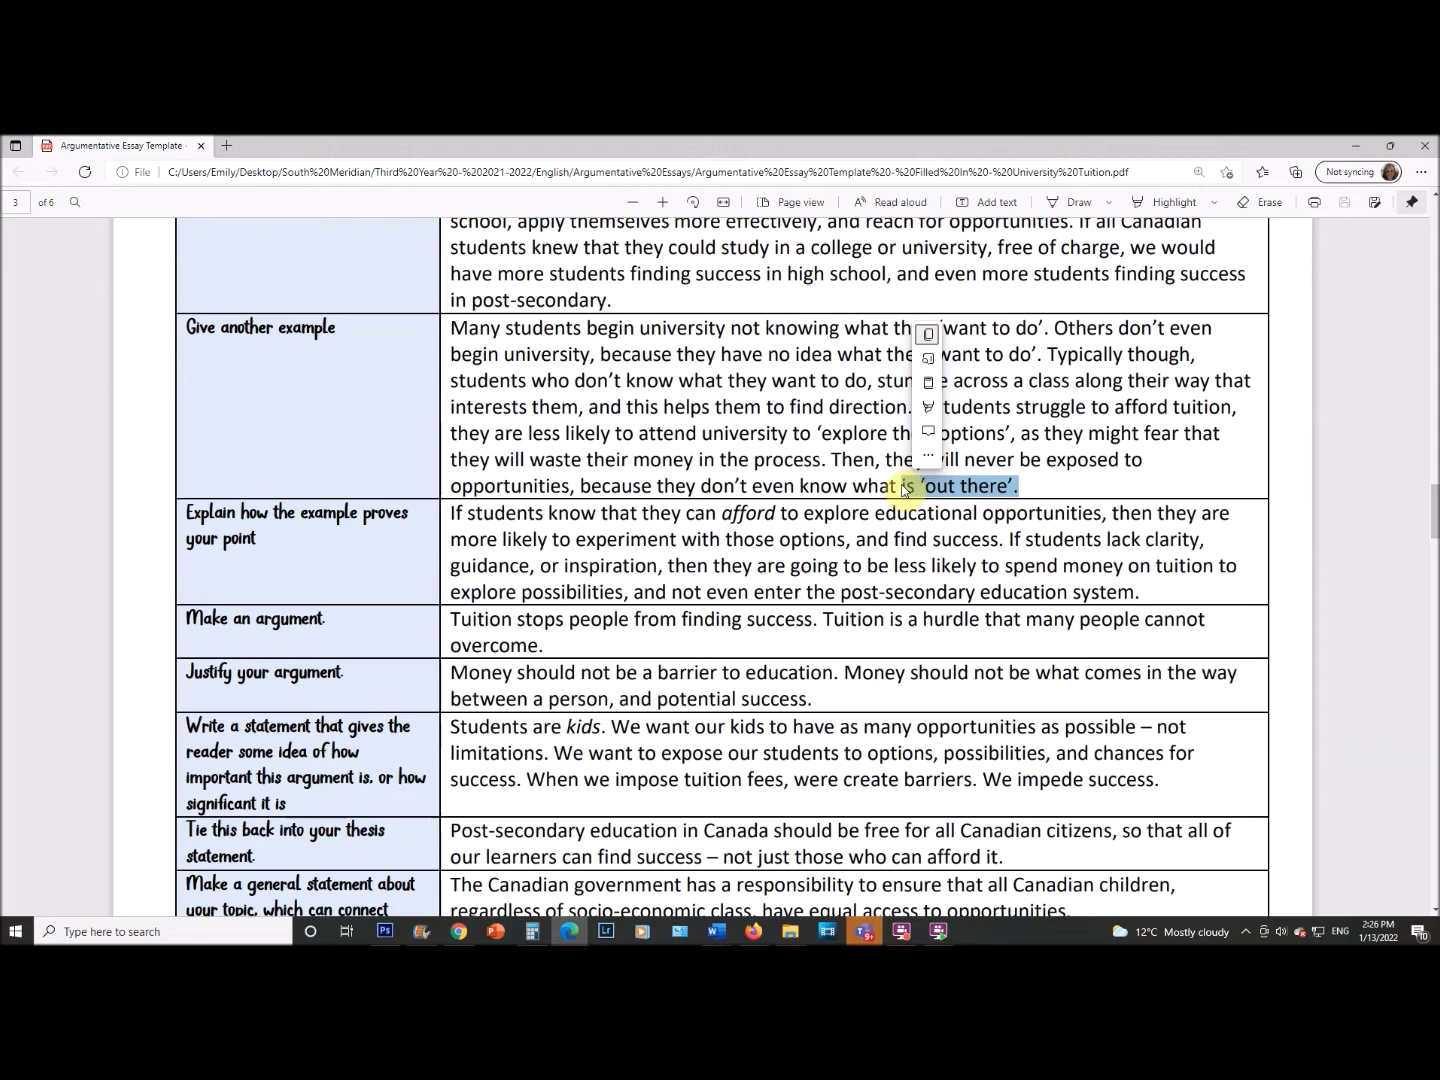 Argumentative Essay Template -
File
C:/Users/Emily/Desktop/South%20Meridian/Third%20Year%20-%202021-2022/English/Argumentative%20Essays/Argumentative%20Essay%20Template%20-%20Filled%20In%20-%20University%20Tuition.pdf
Not syncing
3 of 6
Page view
Read aloud
Add text
Draw
Highlight
Erase
school, apply themselves more effectively, and reach for opportunities. If all Canadian
students knew that they could study in a college or university, free of charge, we would
have more students finding success in high school, and even more students finding success
in post-secondary.
Give another example
Many students begin university not knowing what want to do’. Others don’t even
begin university, because they have no idea what want to do’. Typically though,
students who don’t know what they want to do, across a class along their way that
interests them, and this helps them to find direction. students struggle to afford tuition,
they are less likely to attend university to ‘explore options’, as they might fear that
they will waste their money in the process. Then, will never be exposed to
opportunities, because they don’t even know what is ‘out there’.
Explain how the example proves
your point
If students know that they can afford to explore educational opportunities, then they are
more likely to experiment with those options, and find success. If students lack clarity,
guidance, or inspiration, then they are going to be less likely to spend money on tuition to
explore possibilities, and not even enter the post-secondary education system.
Make an argument.
Tuition stops people from finding success. Tuition is a hurdle that many people cannot
overcome.
Justify your argument.
Money should not be a barrier to education. Money should not be what comes in the way
between a person, and potential success.
Write a statement that gives the
reader some idea of how
important this argument is, or how
significant it is
Students are kids. We want our kids to have as many opportunities as possible – not
limitations. We want to expose our students to options, possibilities, and chances for
success. When we impose tuition fees, were create barriers. We impede success.
Tie this back into your thesis
statement.
Post-secondary education in Canada should be free for all Canadian citizens, so that all of
our learners can find success – not just those who can afford it.
Make a general statement about
your topic, which can connect
The Canadian government has a responsibility to ensure that all Canadian children,
regardless of socio-economic class, have equal access to opportunities.
Type here to search
Ps
Lr
9+
12°C Mostly cloudy
ENG
2:26 PM
1/13/2022
10